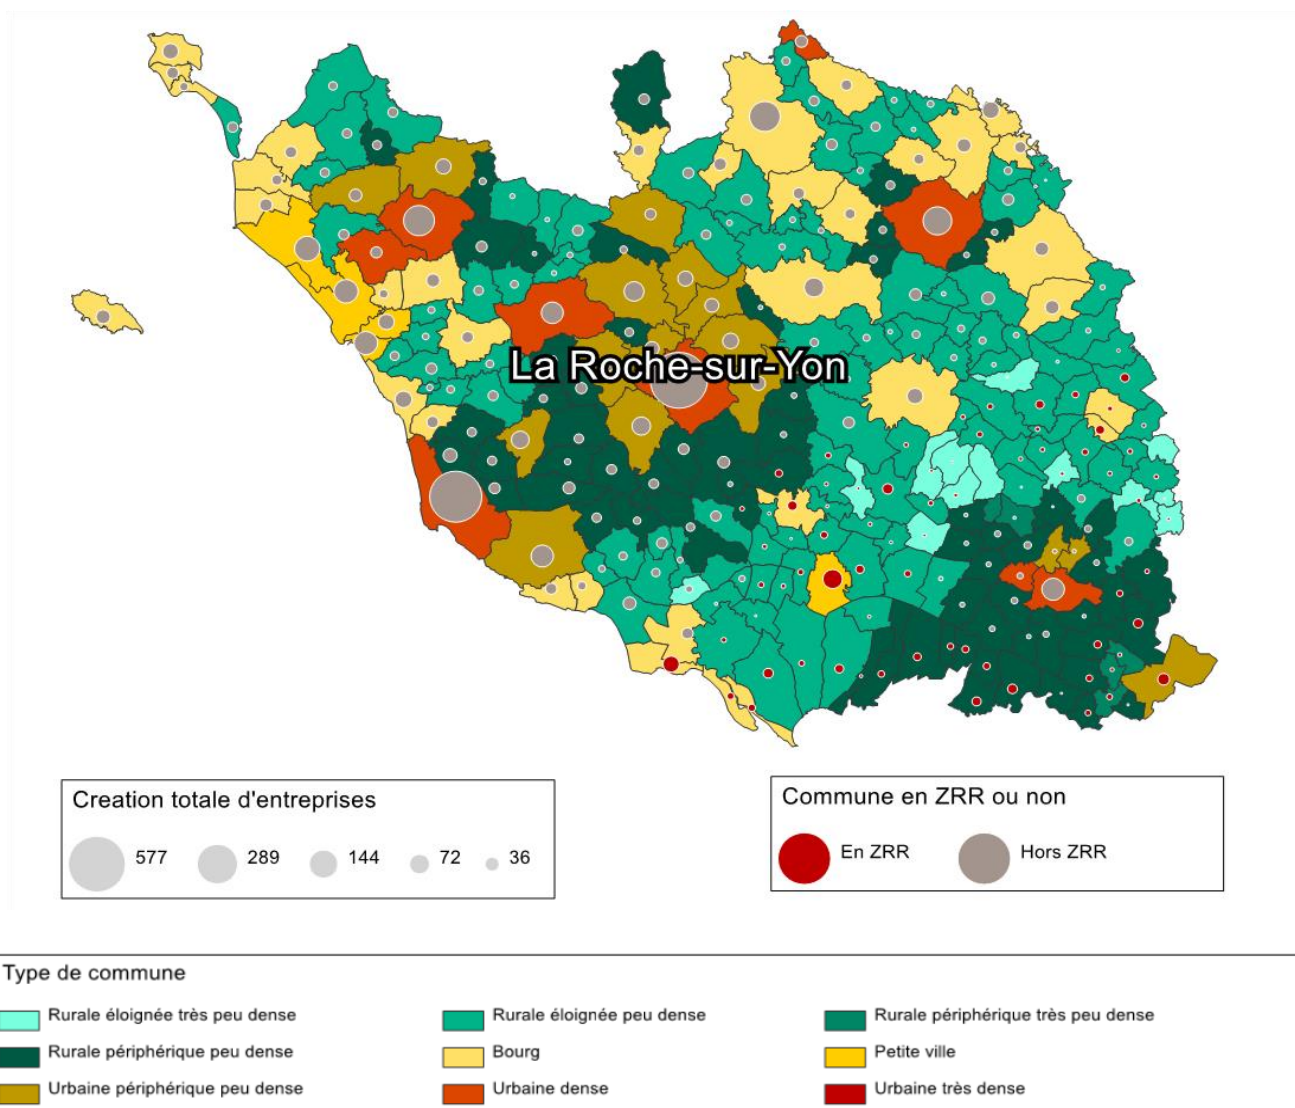 La Roche-sur-Yon
Creation totale d'entreprises
577 289 144 72 36
Commune en ZRR ou non
En ZRR Hors ZRR
Type de commune
Rurale éloignée très peu dense Rurale éloignée peu dense Rurale périphérique très peu dense
Rurale périphérique peu dense Bourg Petite ville
Urbaine périphérique peu dense Urbaine dense Urbaine très dense